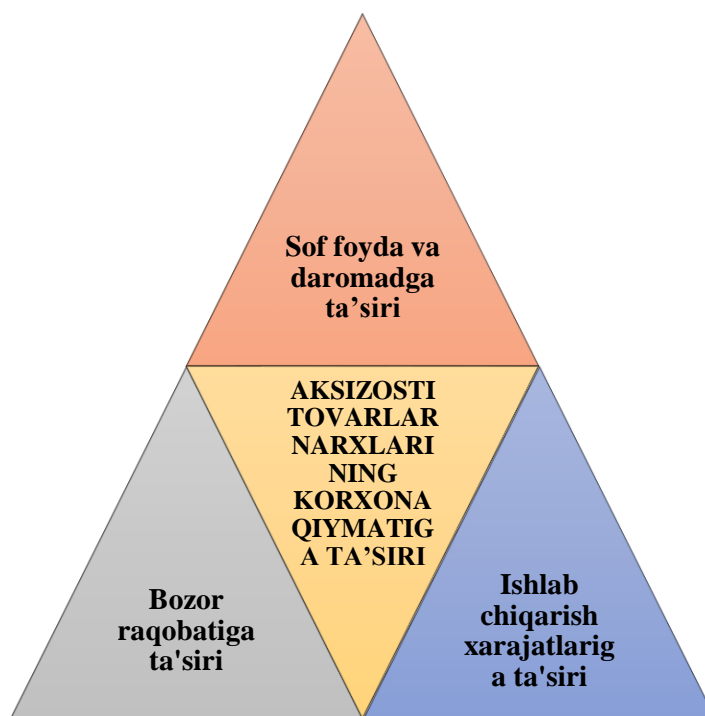 Sof foyda va
daromadga
ta’siri
AKSIZOSTI
TOVARLAR
NARXLARI
NING
KORXONA
QIYMATIG
A TA’SIRI
Bozor
raqobatiga
ta'siri
Ishlab
chiqarish
xarajatlarig
a ta'siri